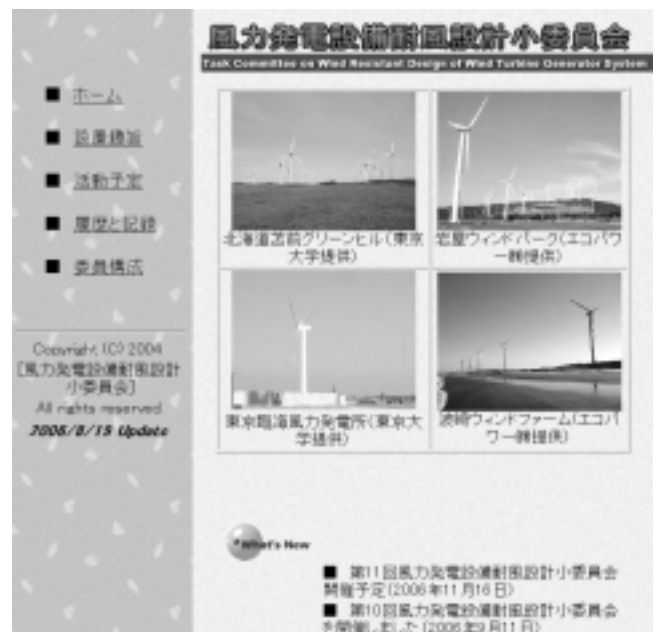 風力発電設備耐風設計小委員会
Task Committee on Wind Resistant Design of Wind Turbine Generator System
■ ホーム
■ 設置趣旨
■ 活動予定
■ 履歴と記録
■ 委員構成
Copyright (C) 2004
[風力発電設備耐風設計
小委員会]
All rights reserved
2006/8/19 Update
北海道苫前グリーンヒル(東京
大学提供)
岩屋ウィンドパーク(エコパワ
ー㈱提供)
東京臨海風力発電所(東京大
学提供)
波崎ウィンドファーム(エコパ
ワー㈱提供)
What's New
■ 第11回風力発電設備耐風設計小委員会
開催予定(2006年11月16日)
■ 第10回風力発電設備耐風設計小委員会
を開催しました(2006年9月11日)